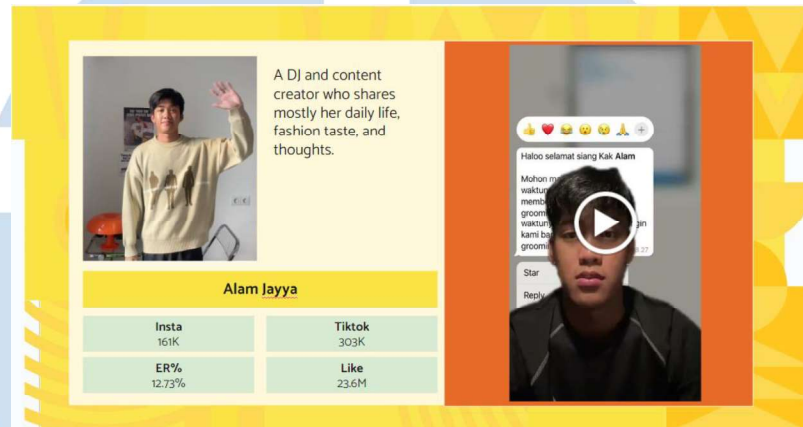 A DJ and content
creator who shares
mostly her daily life,
fashion taste, and
thoughts.
Alam Jayya
Insta
161K
Tiktok
303K
ER%
12.73%
Like
23.6M
Haloo selamat siang Kak Alam
Mohon
waktun
memb
groom
waktun
gin
kami ba
groomi
Star
Reply